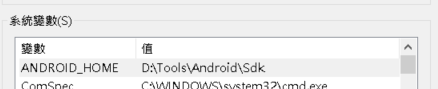 系統變數(S)
變數 值
ANDROID_HOME D:\Tools\Android\Sdk
ComSpec C:\WINDOWS\system32\cmd.exe